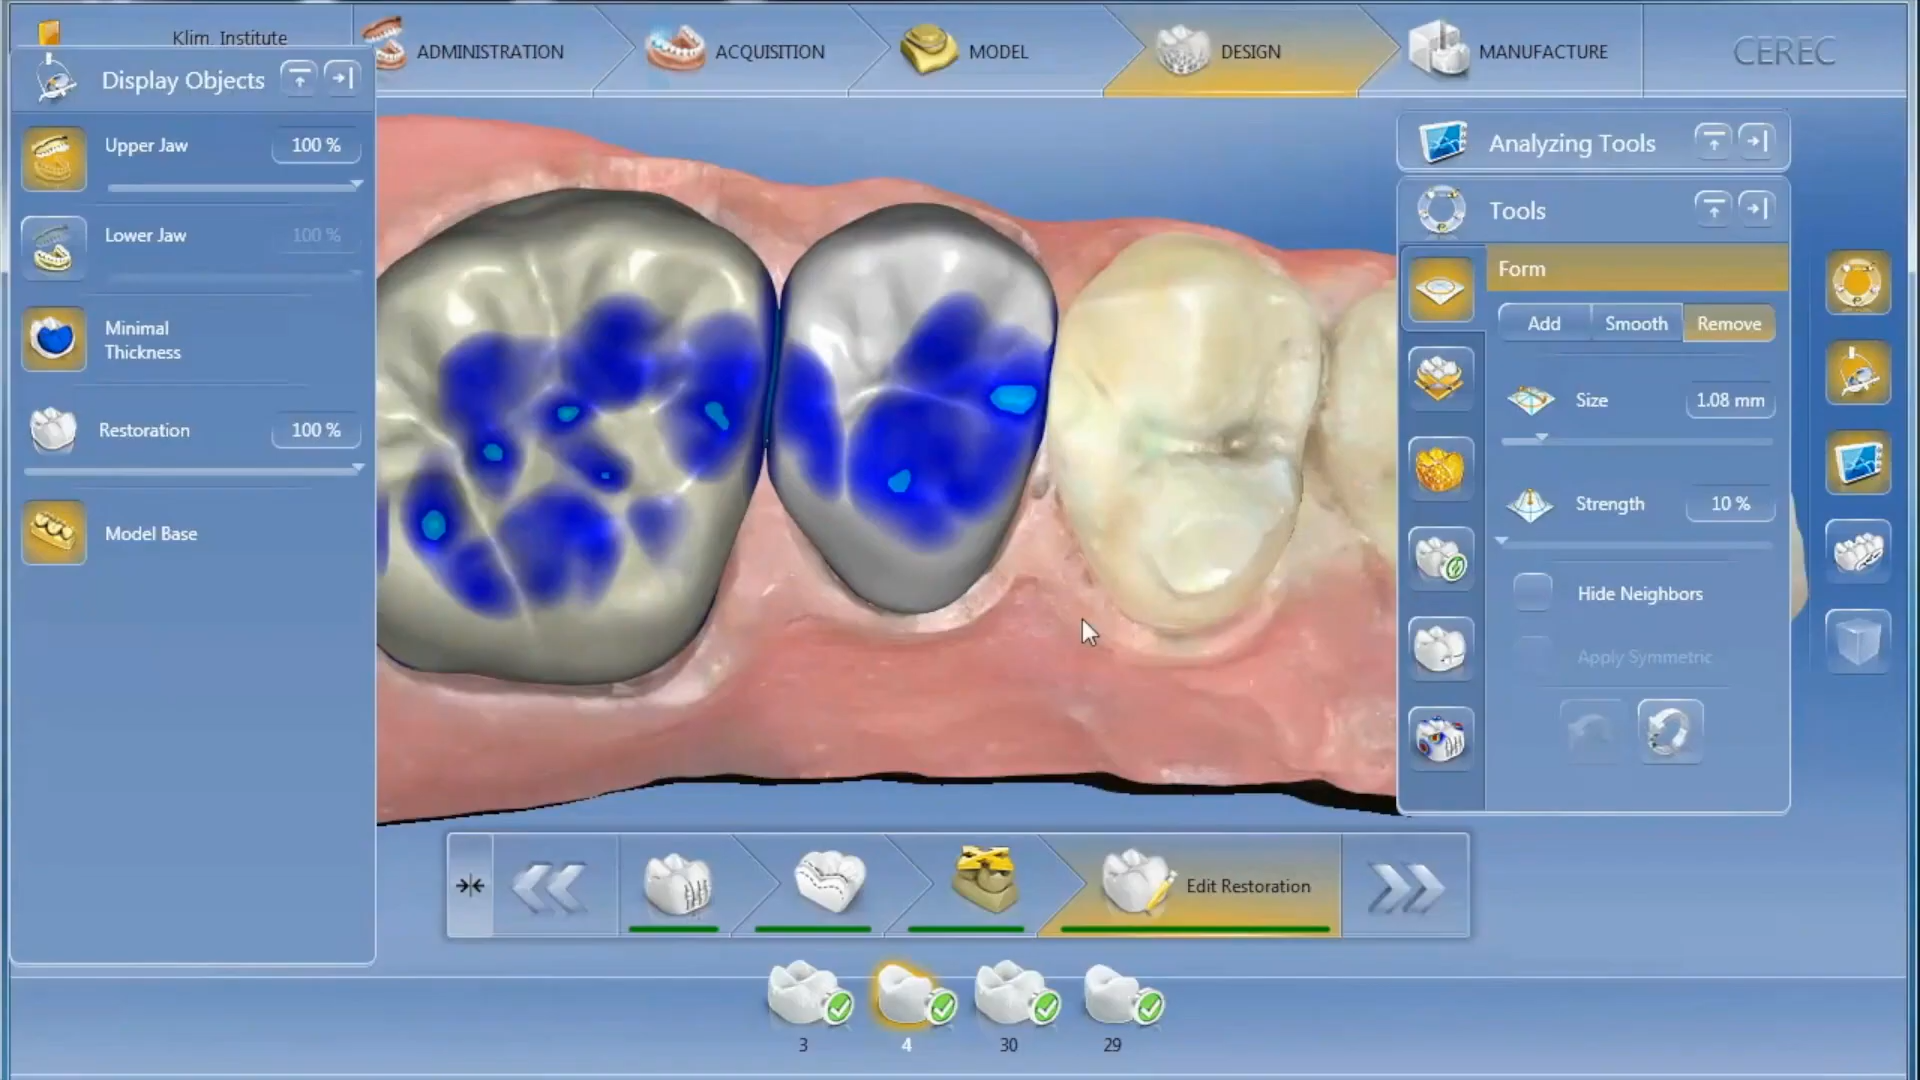 Klim. Institute
ADMINISTRATION
ACQUISITION
MODEL
DESIGN
MANUFACTURE
CEREC
Display Objects
Upper Jaw
100 %
Lower Jaw
100 %
Minimal
Thickness
Restoration
100 %
Model Base
Analyzing Tools
Tools
Form
Add
Smooth
Remove
Size
1.08 mm
Strength
10 %
Hide Neighbors
Apply Symmetric
Edit Restoration
3
4
30
29